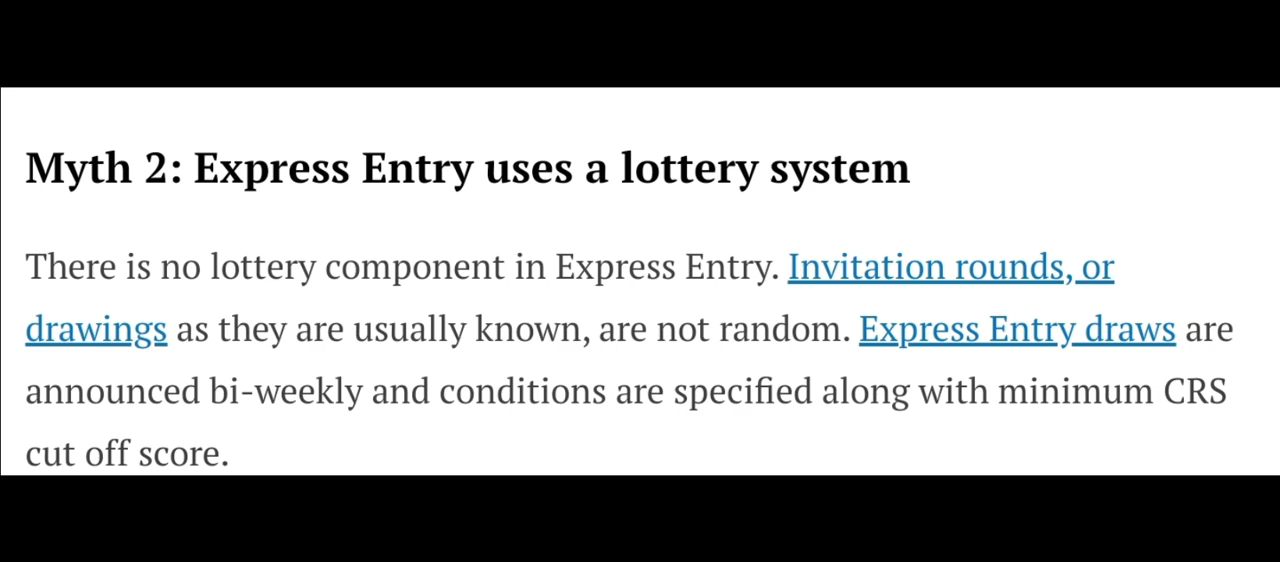 Myth 2: Express Entry uses a lottery system
There is no lottery component in Express Entry. Invitation rounds, or
drawings as they are usually known, are not random. Express Entry draws are
announced bi-weekly and conditions are specified along with minimum CRS
cut off score.